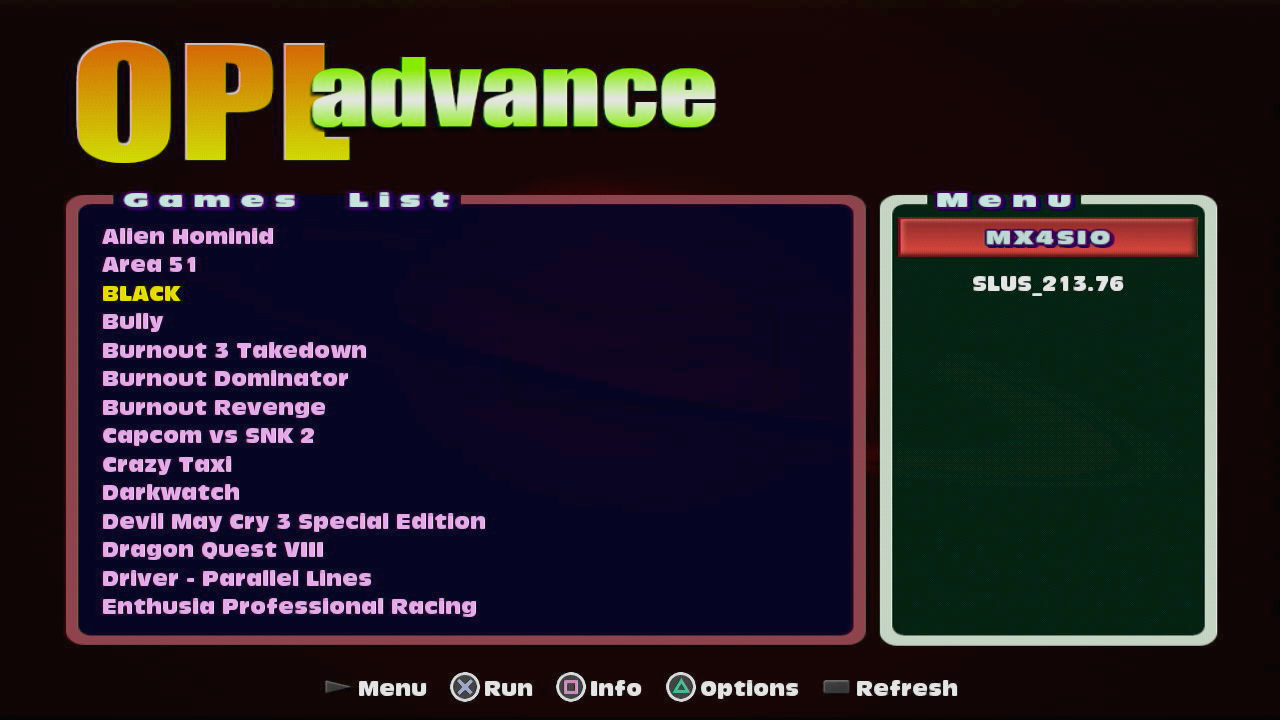 OPL advance
Games List
Alien Hominid
Area 51
BLACK
Bully
Burnout 3 Takedown
Burnout Dominator
Burnout Revenge
Capcom vs SNK 2
Crazy Taxi
Darkwatch
Devil May Cry 3 Special Edition
Dragon Quest VIII
Driver - Parallel Lines
Enthusia Professional Racing
Menu
MX4SIO
SLUS_213.76
Menu Run Info Options Refresh